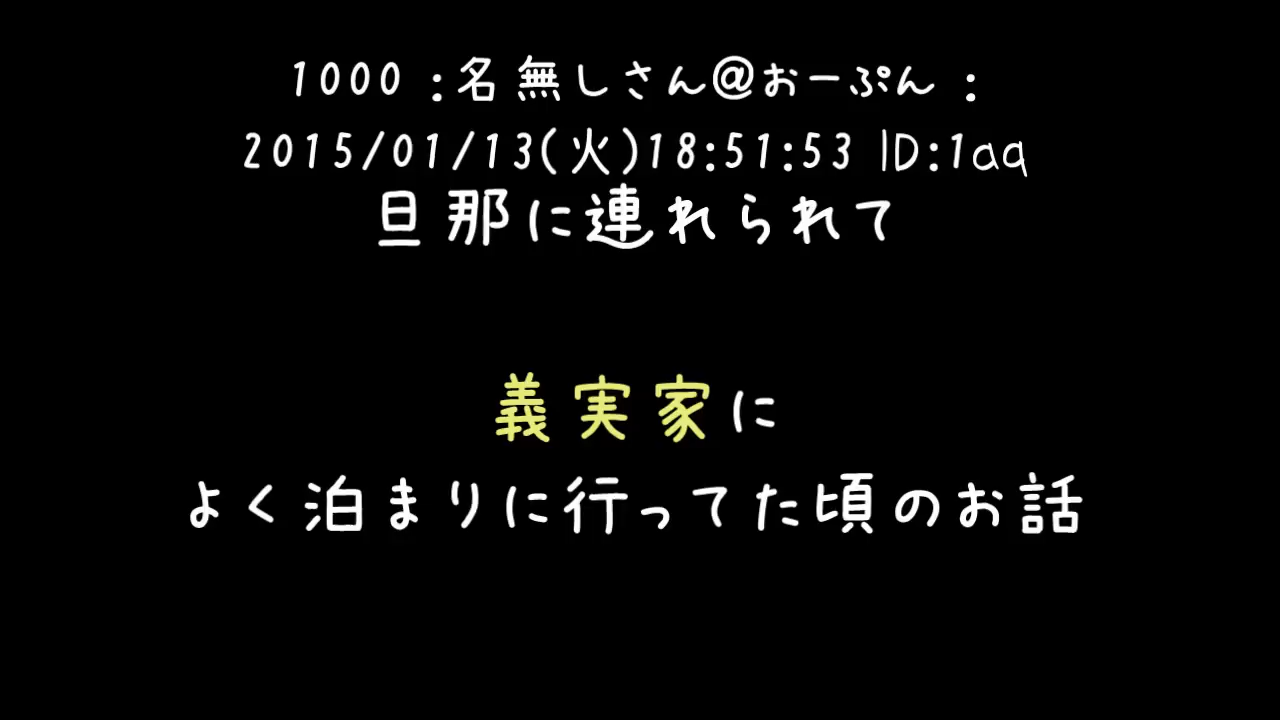 1000 :名無しさん@おーぷん :
2015/01/13(火)18:51:53 ID:1aq
旦那に連れられて
義実家に
よく泊まりに行ってた頃のお話